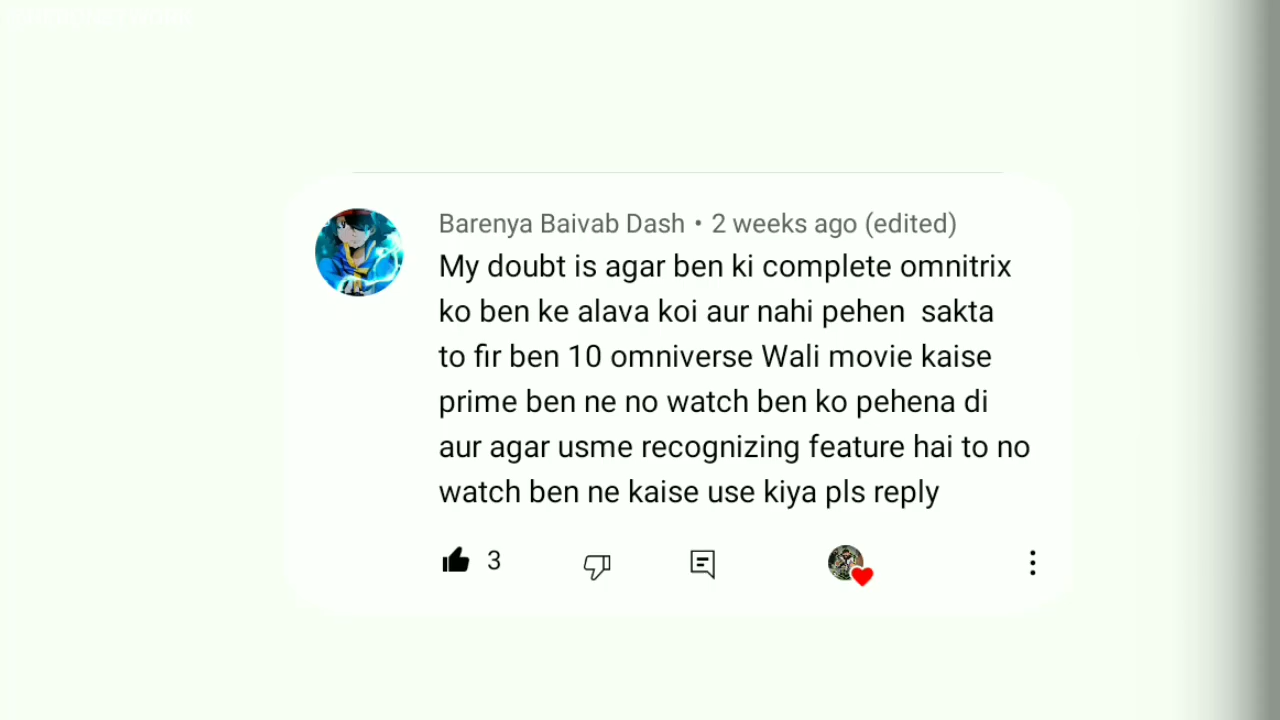 Barenya Baivab Dash • 2 weeks ago (edited)
My doubt is agar ben ki complete omnitrix
ko ben ke alava koi aur nahi pehen sakta
to fir ben 10 omniverse Wali movie kaise
prime ben ne no watch ben ko pehena di
aur agar usme recognizing feature hai to no
watch ben ne kaise use kiya pls reply
3